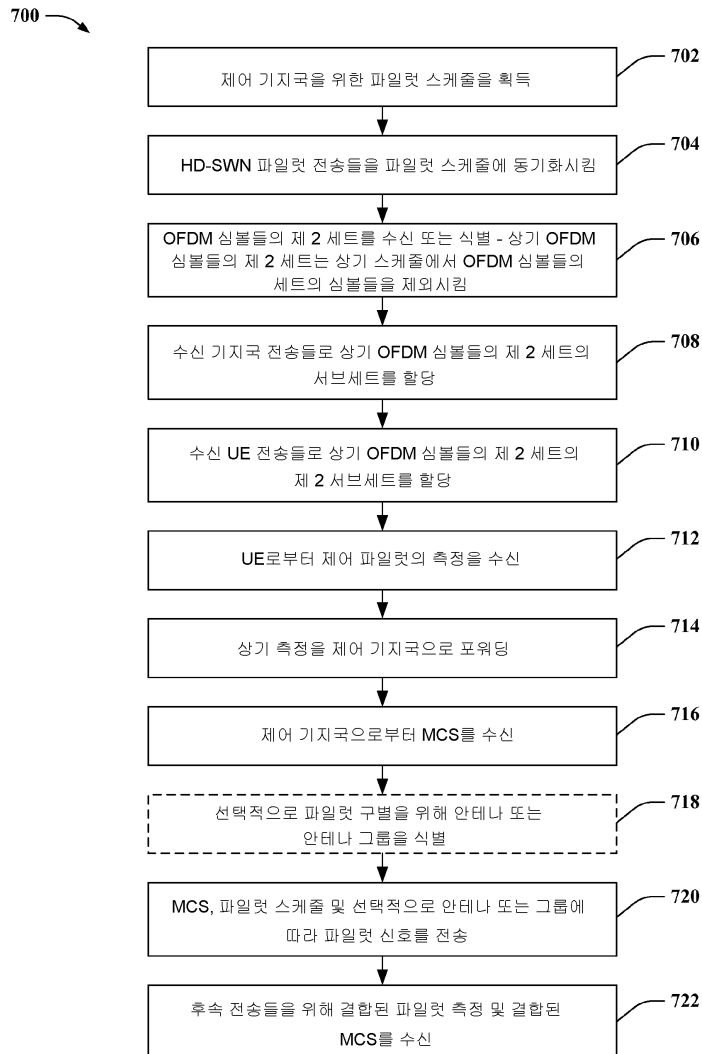 700
제어 기지국을 위한 파일럿 스케줄을 획득
702
HD-SWN 파일럿 전송들을 파일럿 스케줄에 동기화시킴
704
OFDM 심볼들의 제 2 세트를 수신 또는 식별 - 상기 OFDM
심볼들의 제 2 세트는 상기 스케줄에서 OFDM 심볼들의
세트의 심볼들을 제외시킴
706
수신 기지국 전송들로 상기 OFDM 심볼들의 제 2 세트의
서브세트를 할당
708
수신 UE 전송들로 상기 OFDM 심볼들의 제 2 세트의
제 2 서브세트를 할당
710
UE로부터 제어 파일럿의 측정을 수신
712
상기 측정을 제어 기지국으로 포워딩
714
제어 기지국으로부터 MCS를 수신
716
선택적으로 파일럿 구별을 위해 안테나 또는
안테나 그룹을 식별
718
MCS, 파일럿 스케줄 및 선택적으로 안테나 또는 그룹에
따라 파일럿 신호를 전송
720
후속 전송들을 위해 결합된 파일럿 측정 및 결합된
MCS를 수신
722